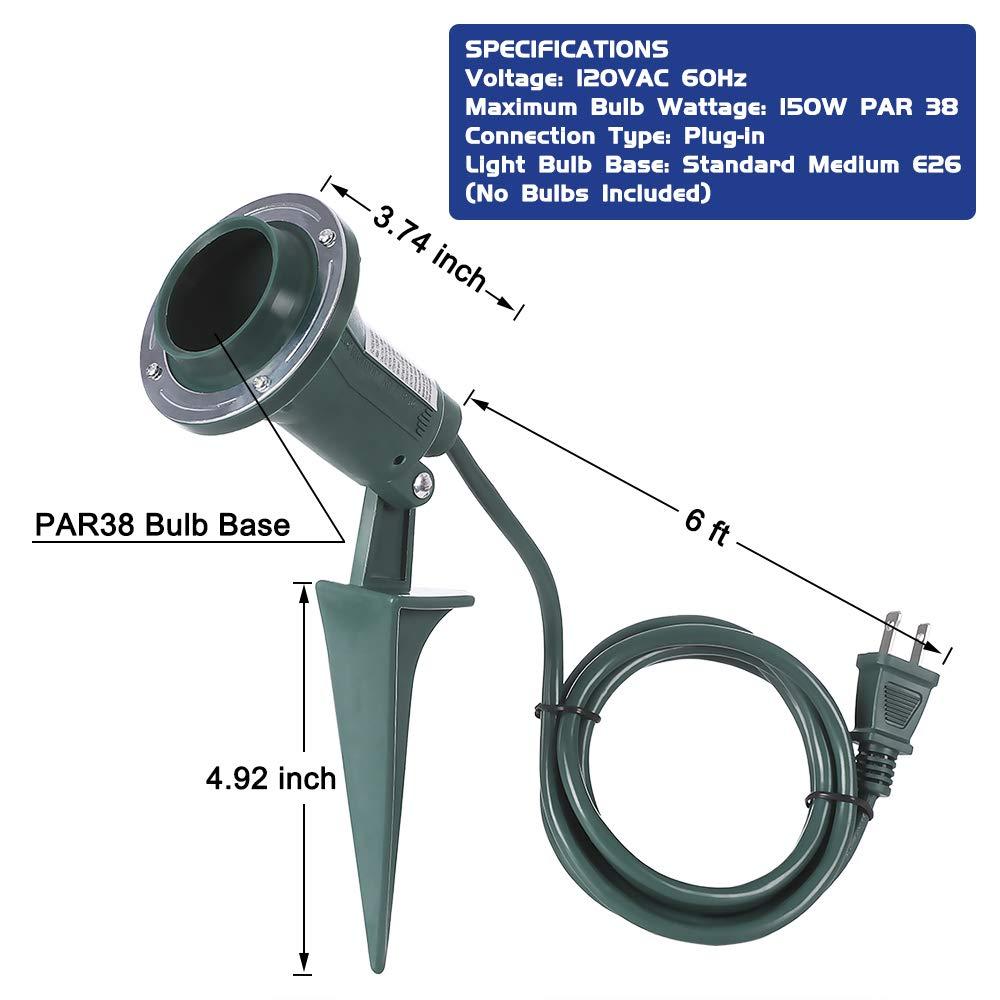 SPECIFICATIONS
Voltage: 120VAC 60Hz
Maximum Bulb Wattage: 150W PAR 38
Connection Type: Plug-in
Light Bulb Base: Standard Medium E26
(No Bulbs Included)
3.74 inch
6 ft
PAR38 Bulb Base
4.92 inch